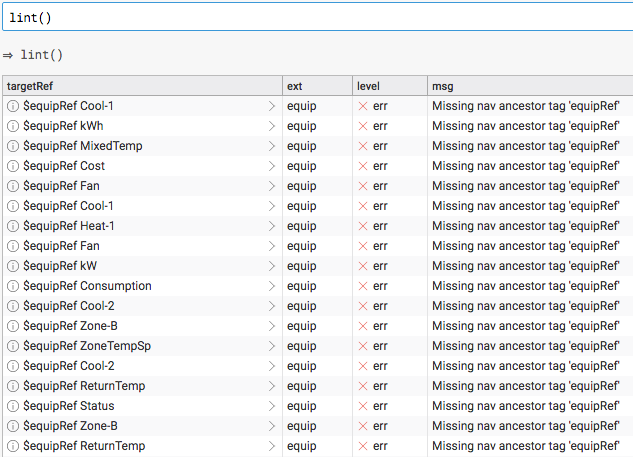 lint()
⇒ lint()
targetRef ext level msg
$equipRef Cool-1 equip err Missing nav ancestor tag 'equipRef'
$equipRef kWh equip err Missing nav ancestor tag 'equipRef'
$equipRef MixedTemp equip err Missing nav ancestor tag 'equipRef'
$equipRef Cost equip err Missing nav ancestor tag 'equipRef'
$equipRef Fan equip err Missing nav ancestor tag 'equipRef'
$equipRef Cool-1 equip err Missing nav ancestor tag 'equipRef'
$equipRef Heat-1 equip err Missing nav ancestor tag 'equipRef'
$equipRef Fan equip err Missing nav ancestor tag 'equipRef'
$equipRef kW equip err Missing nav ancestor tag 'equipRef'
$equipRef Consumption equip err Missing nav ancestor tag 'equipRef'
$equipRef Cool-2 equip err Missing nav ancestor tag 'equipRef'
$equipRef Zone-B equip err Missing nav ancestor tag 'equipRef'
$equipRef ZoneTempSp equip err Missing nav ancestor tag 'equipRef'
$equipRef Cool-2 equip err Missing nav ancestor tag 'equipRef'
$equipRef ReturnTemp equip err Missing nav ancestor tag 'equipRef'
$equipRef Status equip err Missing nav ancestor tag 'equipRef'
$equipRef Zone-B equip err Missing nav ancestor tag 'equipRef'
$equipRef ReturnTemp equip err Missing nav ancestor tag 'equipRef'